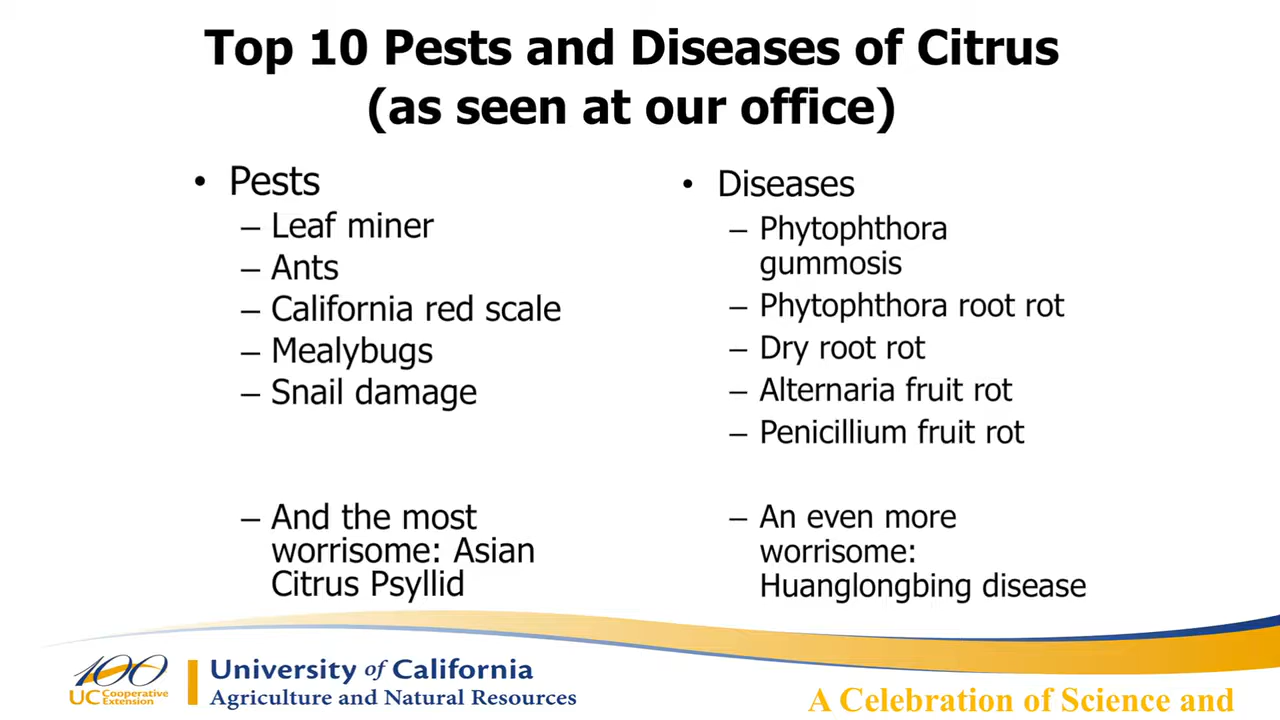 Top 10 Pests and Diseases of Citrus
(as seen at our office)
• Pests
– Leaf miner
– Ants
– California red scale
– Mealybugs
– Snail damage
– And the most
worrisome: Asian
Citrus Psyllid
• Diseases
– Phytophthora
gummosis
– Phytophthora root rot
– Dry root rot
– Alternaria fruit rot
– Penicillium fruit rot
– An even more
worrisome:
Huanglongbing disease
100
UC Cooperative
Extension
University of California
Agriculture and Natural Resources
A Celebration of Science and